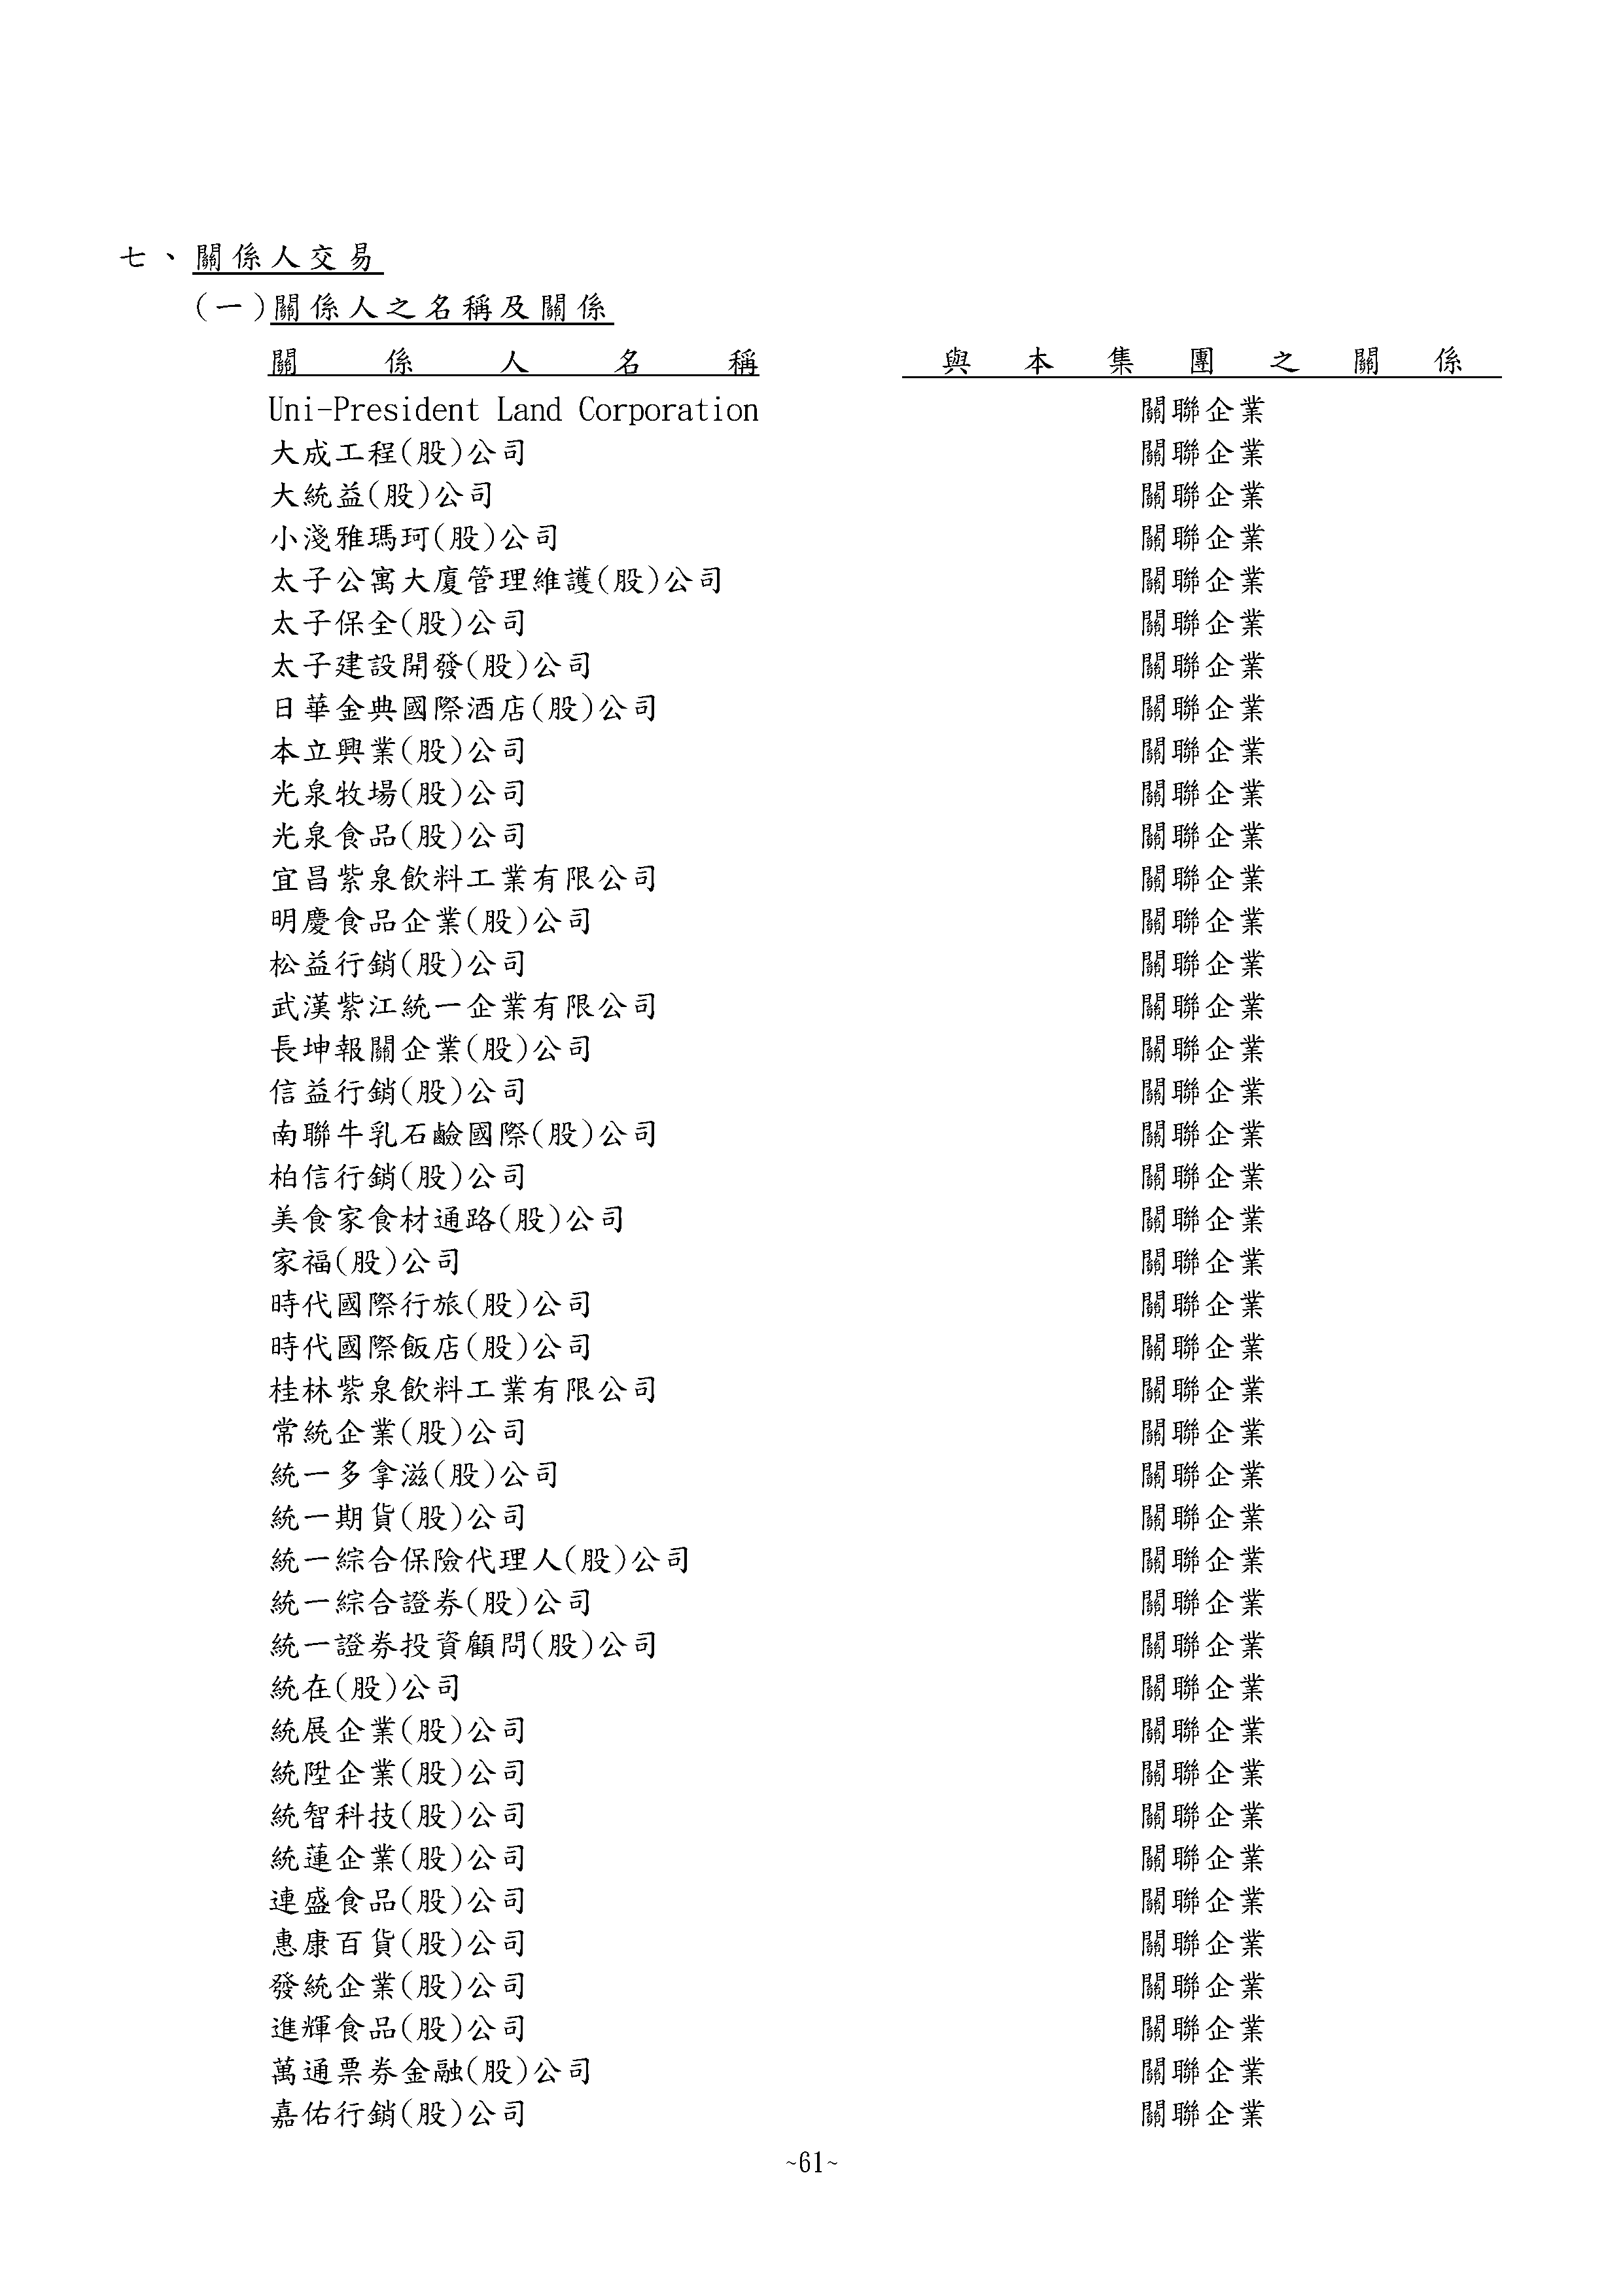 七、關係人交易
(一)關係人之名稱及關係
關係人名稱 與本集團之關係
Uni-President Land Corporation 關聯企業
大成工程(股)公司 關聯企業
大統益(股)公司 關聯企業
小淺雅瑪珂(股)公司 關聯企業
太子公寓大廈管理維護(股)公司 關聯企業
太子保全(股)公司 關聯企業
太子建設開發(股)公司 關聯企業
日華金典國際酒店(股)公司 關聯企業
本立興業(股)公司 關聯企業
光泉牧場(股)公司 關聯企業
光泉食品(股)公司 關聯企業
宜昌紫泉飲料工業有限公司 關聯企業
明慶食品企業(股)公司 關聯企業
松益行銷(股)公司 關聯企業
武漢紫江統一企業有限公司 關聯企業
長坤報關企業(股)公司 關聯企業
信益行銷(股)公司 關聯企業
南聯牛乳石鹼國際(股)公司 關聯企業
柏信行銷(股)公司 關聯企業
美食家食材通路(股)公司 關聯企業
家福(股)公司 關聯企業
時代國際行旅(股)公司 關聯企業
時代國際飯店(股)公司 關聯企業
桂林紫泉飲料工業有限公司 關聯企業
常統企業(股)公司 關聯企業
統一多拿滋(股)公司 關聯企業
統一期貨(股)公司 關聯企業
統一綜合保險代理人(股)公司 關聯企業
統一綜合證券(股)公司 關聯企業
統一證券投資顧問(股)公司 關聯企業
統在(股)公司 關聯企業
統展企業(股)公司 關聯企業
統陞企業(股)公司 關聯企業
統智科技(股)公司 關聯企業
統蓮企業(股)公司 關聯企業
連盛食品(股)公司 關聯企業
惠康百貨(股)公司 關聯企業
發統企業(股)公司 關聯企業
進輝食品(股)公司 關聯企業
萬通票券金融(股)公司 關聯企業
嘉佑行銷(股)公司 關聯企業
~61~